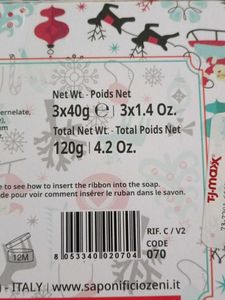 Net Wt. - Poids Net
3x40g ℮ | 3x1.4 Oz.
Total Net Wt. - Total Poids Net
120g | 4.2 Oz.
to see how to insert the ribbon into the soap.
pour voir comment insérer le ruban dans le savon.
RIF. C / V2
CODE
070
8 053340 020704
12M
- ITALY | www.saponificiozeni.it
T.J.maxx